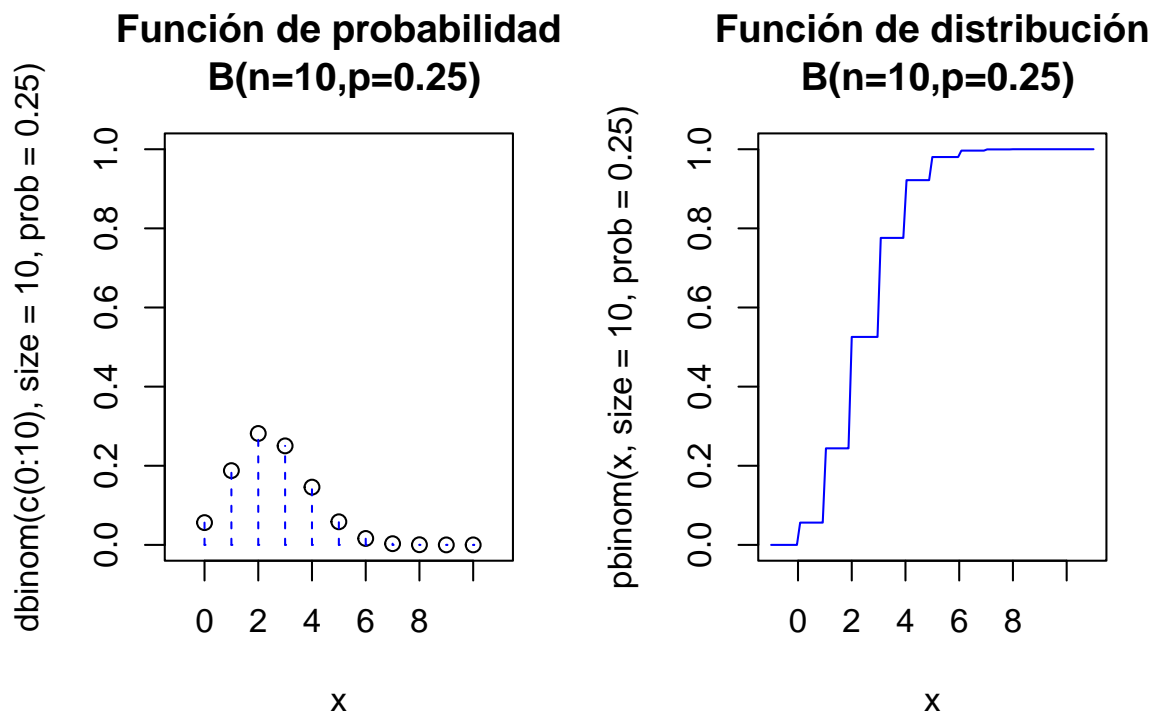 Función de probabilidad
B(n=10,p=0.25)
dbinom(c(0:10), size = 10, prob = 0.25)
1.0
0.8
0.6
0.4
0.2
0.0
0 2 4 6 8
x
Función de distribución
B(n=10,p=0.25)
pbinom(x, size = 10, prob = 0.25)
1.0
0.8
0.6
0.4
0.2
0.0
0 2 4 6 8
x